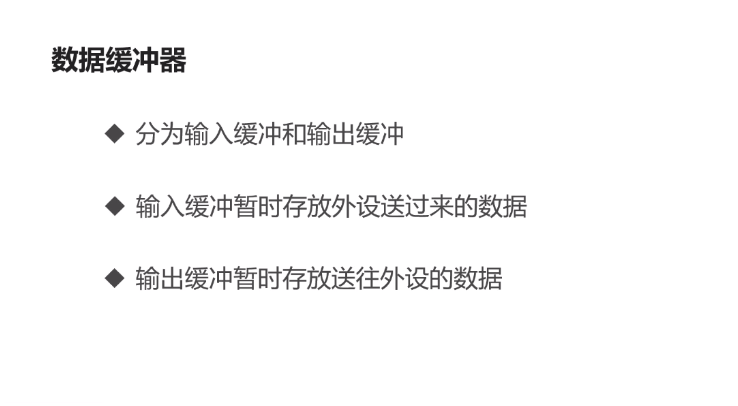 数据缓冲器
◆ 分为输入缓冲和输出缓冲
◆ 输入缓冲暂时存放外设送过来的数据
◆ 输出缓冲暂时存放送往外设的数据